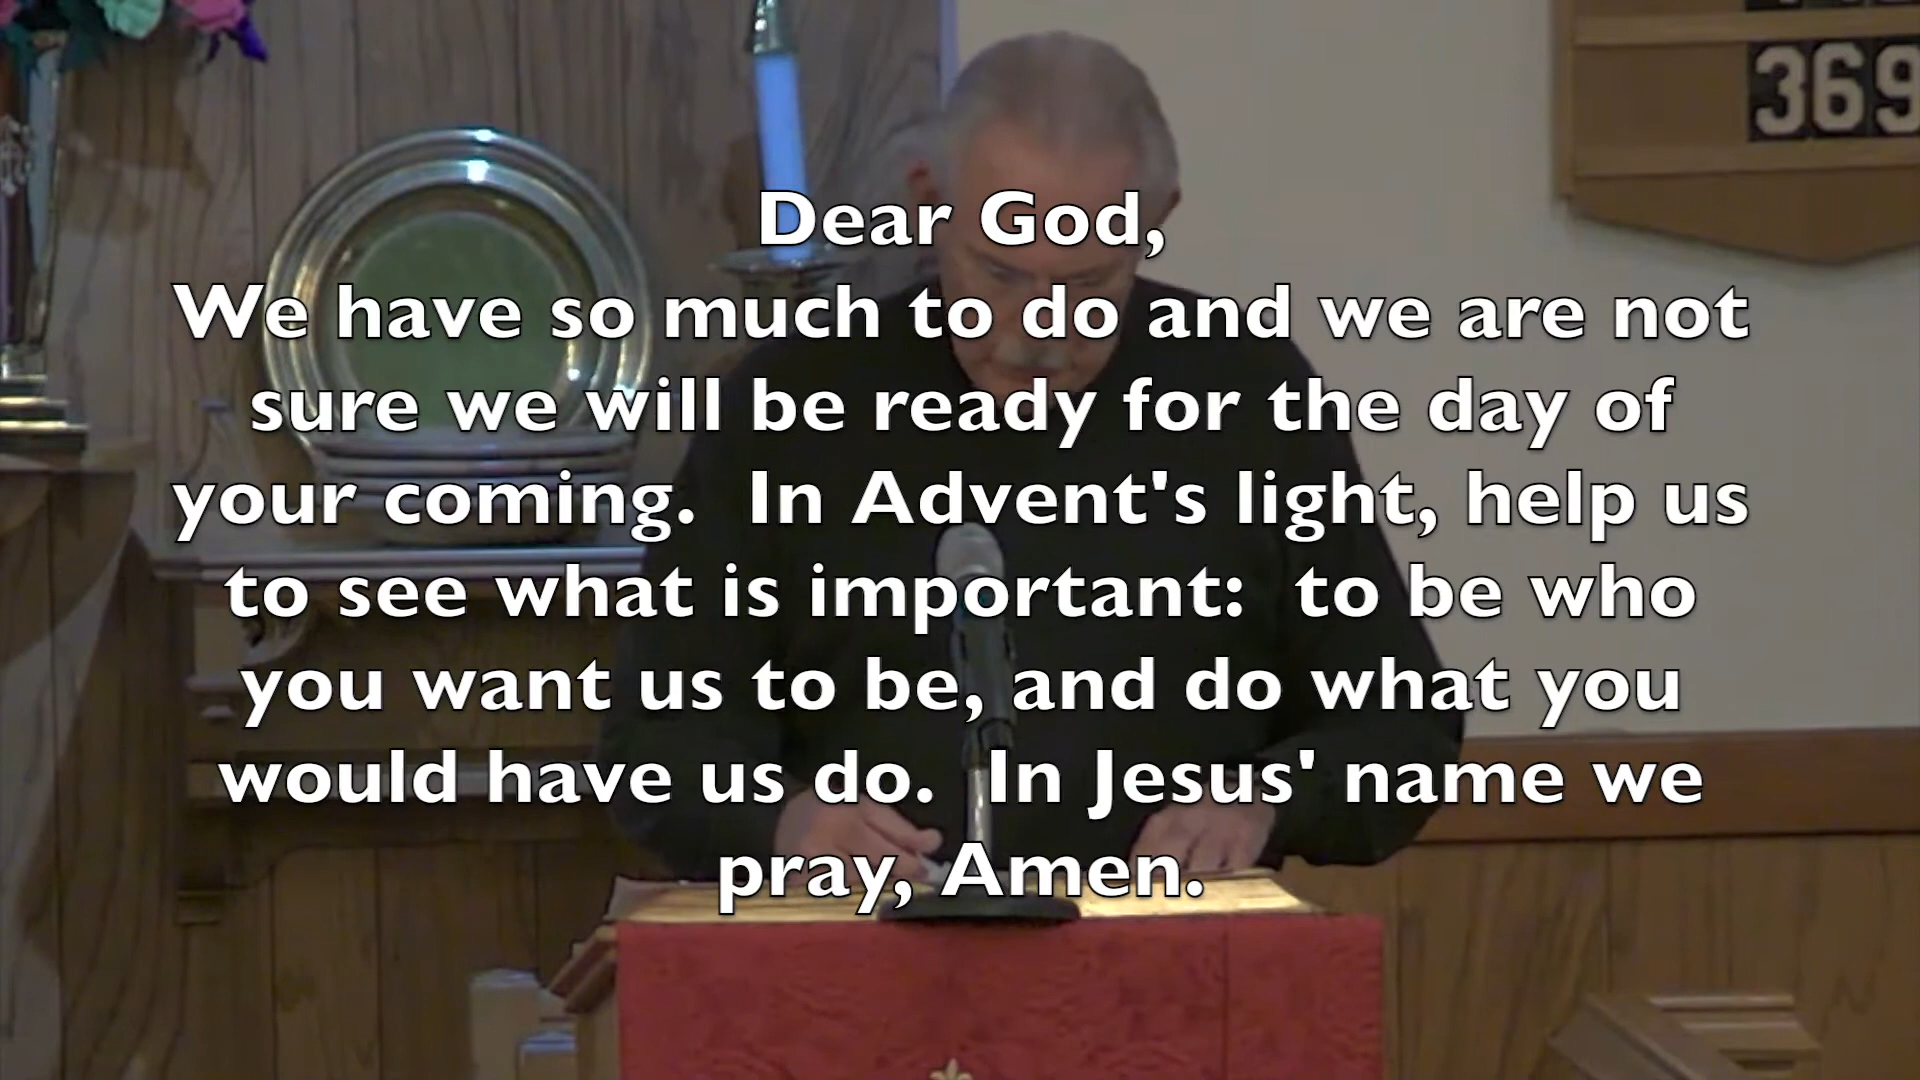 369
Dear God,
We have so much to do and we are not
sure we will be ready for the day of
your coming.  In Advent's light, help us
to see what is important:  to be who
you want us to be, and do what you
would have us do.  In Jesus' name we
pray, Amen.